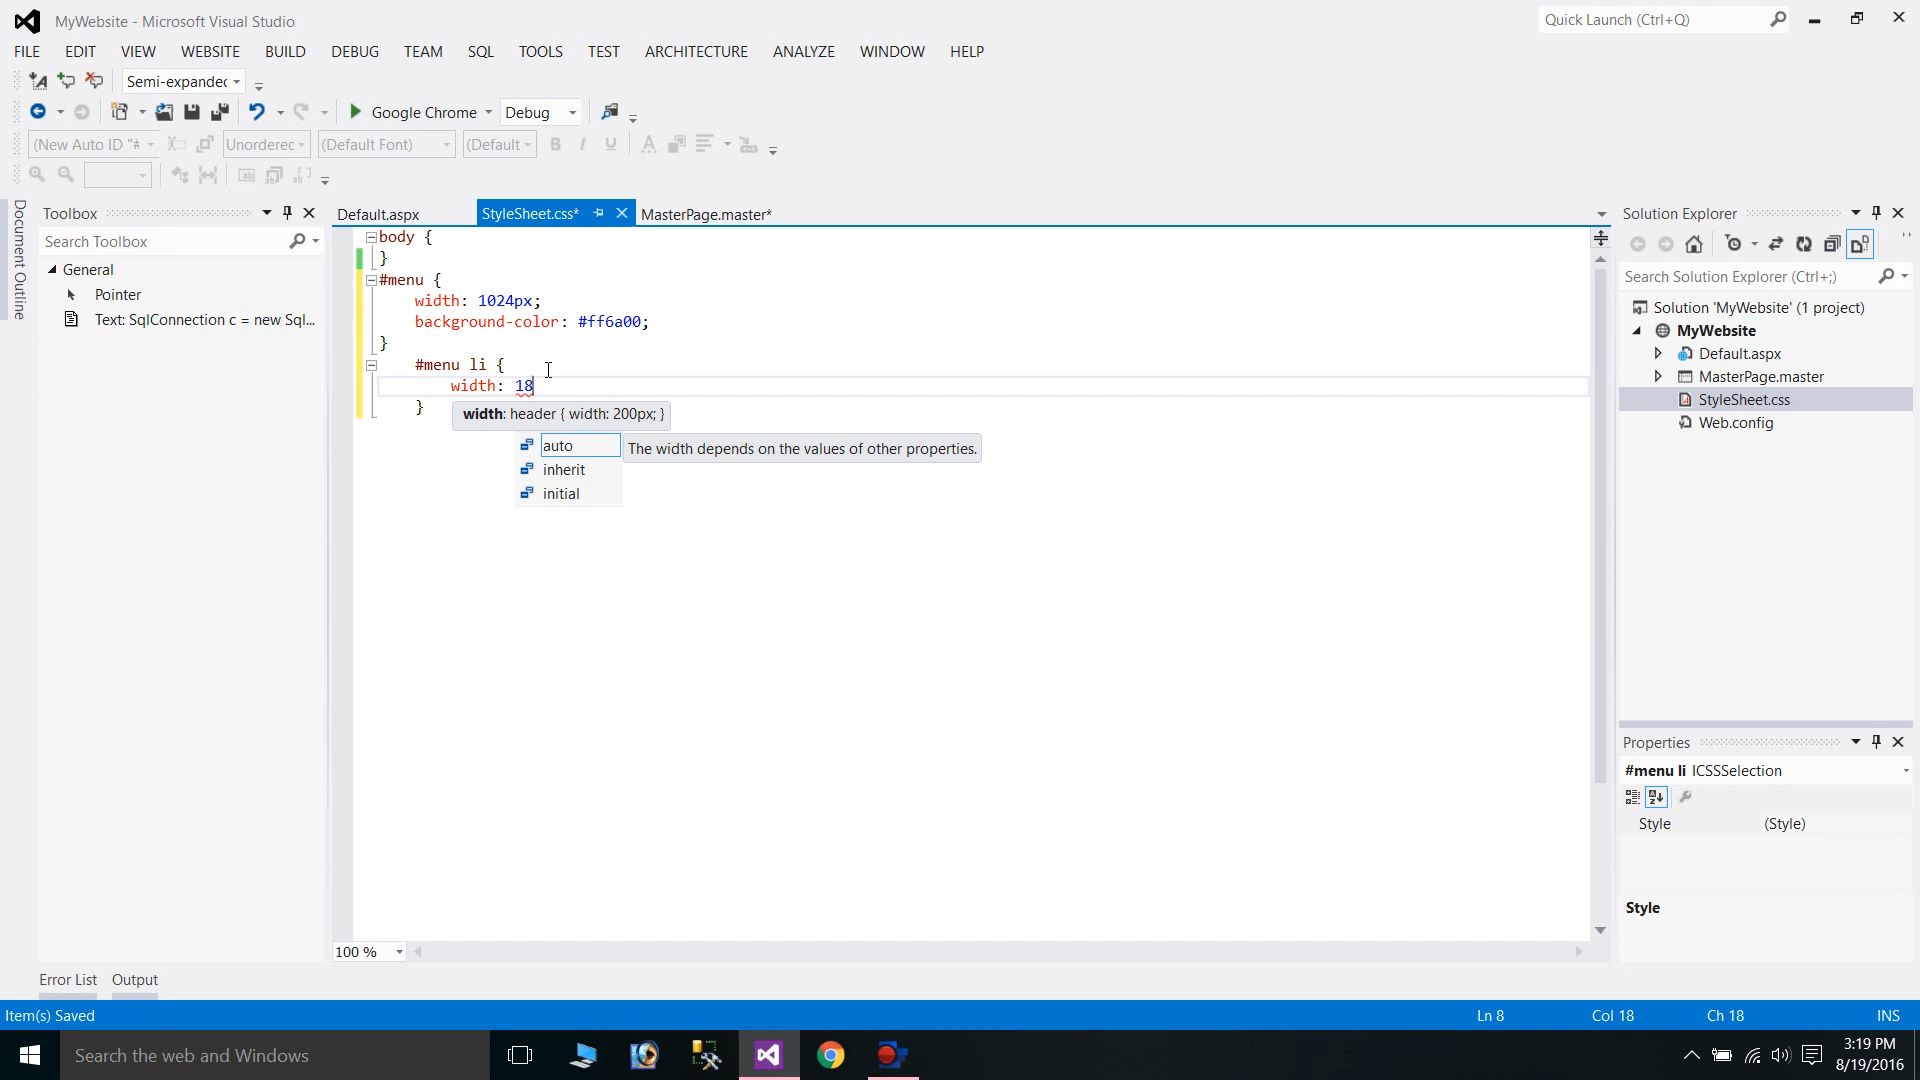 MyWebsite - Microsoft Visual Studio
Quick Launch (Ctrl+Q)
FILE EDIT VIEW WEBSITE BUILD DEBUG TEAM SQL TOOLS TEST ARCHITECTURE ANALYZE WINDOW HELP
Semi-expanded
Google Chrome Debug
(New Auto ID "# Unorderec (Default Font) (Default B I U A
Document Outline
Toolbox
Search Toolbox
General
Pointer
Text: SqlConnection c = new Sql...
Default.aspx StyleSheet.css* MasterPage.master*
body {
}
#menu {
width: 1024px;
background-color: #ff6a00;
}
#menu li {
width: 18
}
width: header { width: 200px; }
auto
The width depends on the values of other properties.
inherit
initial
100 %
Solution Explorer
Search Solution Explorer (Ctrl+;)
Solution 'MyWebsite' (1 project)
MyWebsite
Default.aspx
MasterPage.master
StyleSheet.css
Web.config
Properties
#menu li ICSSSelection
Style (Style)
Style
Error List Output
Item(s) Saved
Ln 8 Col 18 Ch 18 INS
Search the web and Windows
3:19 PM
8/19/2016